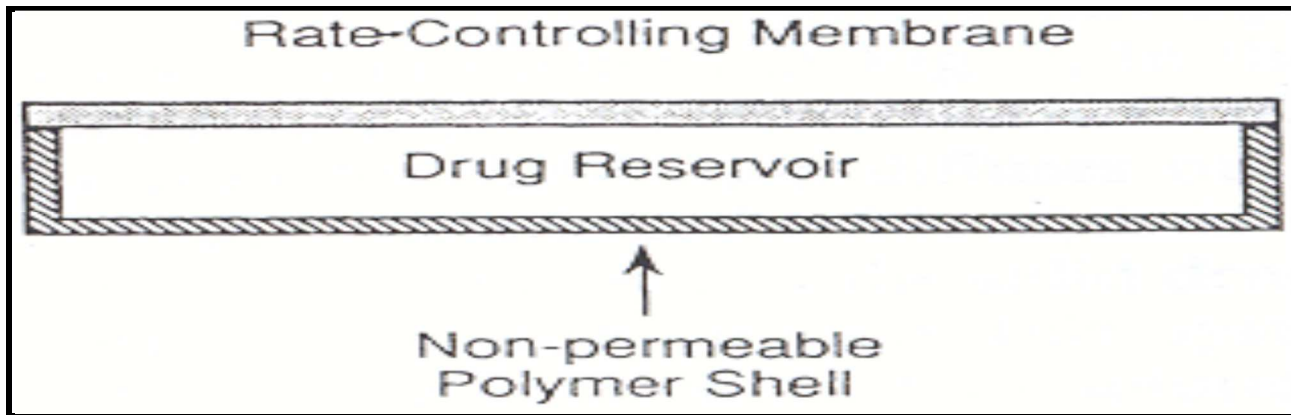 Rate-Controlling Membrane
Drug Reservoir
Non-permeable
Polymer Shell